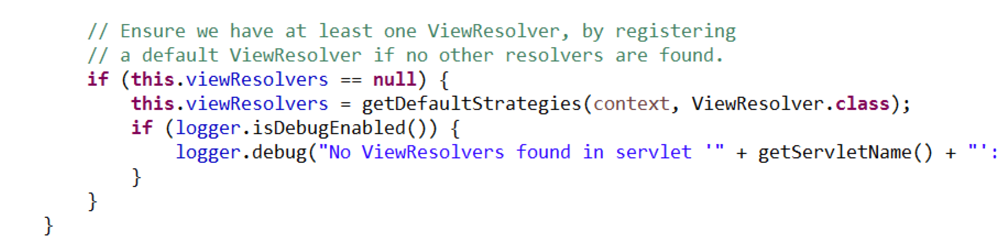 // Ensure we have at least one ViewResolver, by registering
// a default ViewResolver if no other resolvers are found.
if (this.viewResolvers == null) {
this.viewResolvers = getDefaultStrategies(context, ViewResolver.class);
if (logger.isDebugEnabled()) {
logger.debug("No ViewResolvers found in servlet '" + getServletName() + "':
}
}
}